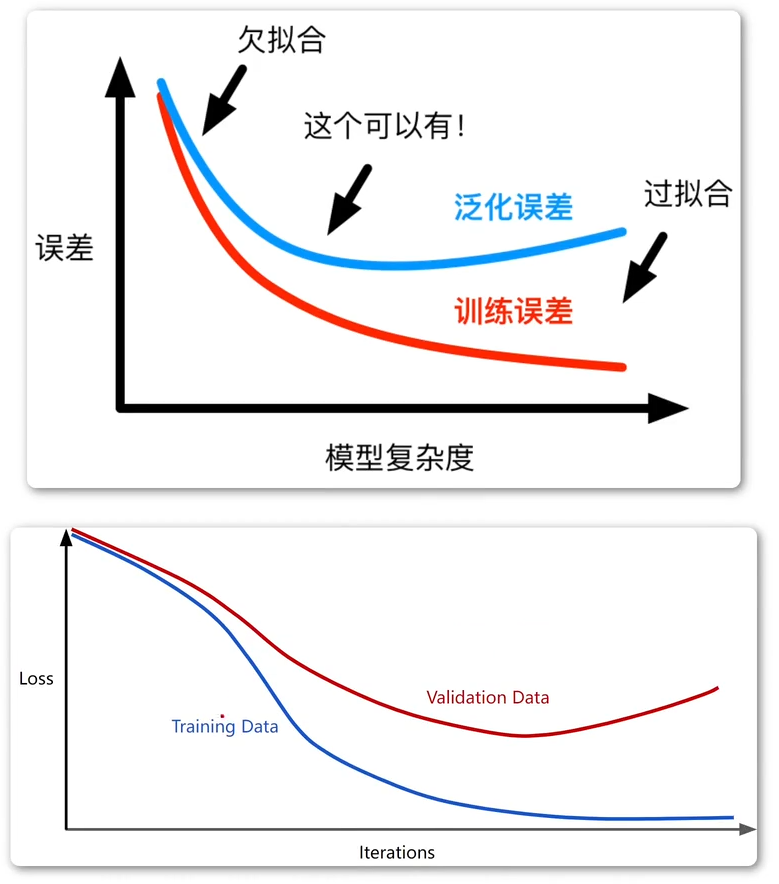 欠拟合
这个可以有！
过拟合
泛化误差
误差
训练误差
模型复杂度
Loss
Validation Data
Training Data
Iterations